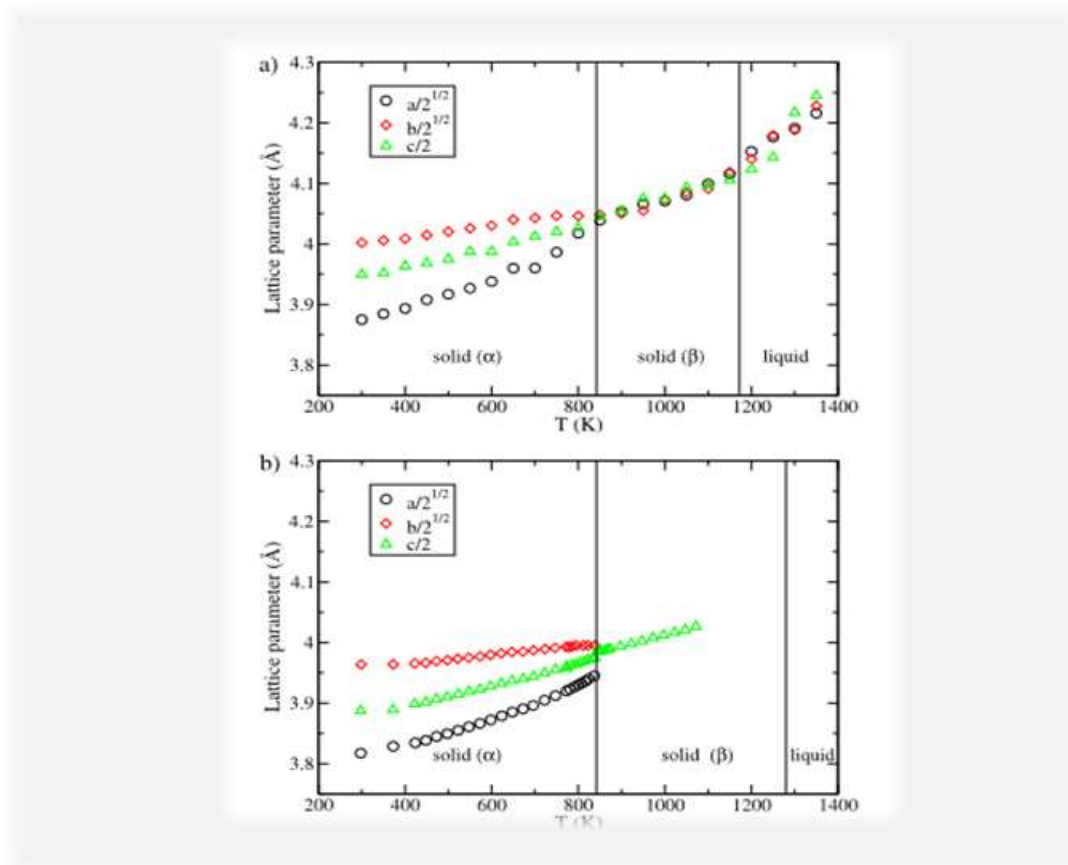 a)
4.3
4.2
4.1
4
3.9
3.8
Lattice parameter (Å)
a/2^1/2
b/2^1/2
c/2
solid (α)
solid (β)
liquid
200
400
600
800
1000
1200
1400
T (K)
b)
4.3
4.2
4.1
4
3.9
3.8
Lattice parameter (Å)
a/2^1/2
b/2^1/2
c/2
solid (α)
solid (β)
liquid
200
400
600
800
1000
1200
1400
T (K)